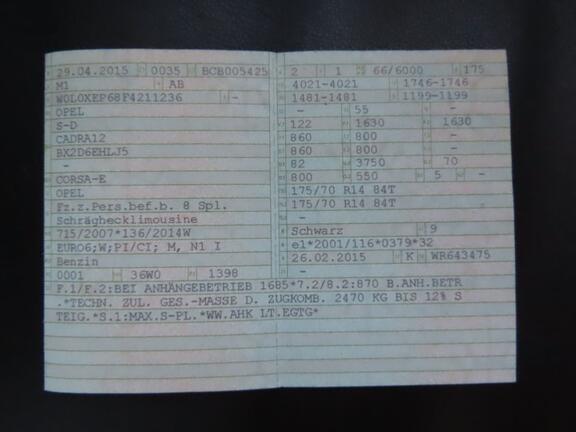 29.04.2015 0035 BCB005425
M1 AB
W0L0XEP68F4211236 -
OPEL
S-D
CADRA12
BX2D6EHLJ5
-
CORSA-E
OPEL
Fz.z.Pers.bef.b. 8 Spl.
Schräghecklimousine
715/2007*136/2014W
EURO6;W;PI/CI; M, N1 I
Benzin
0001 36W0 1398
2 1 66/6000 175
4021-4021 1746-1746
1481-1481 1199-1199
- 55 -
122 1630 1630
860 800 -
860 800 -
82 3750 70
800 550 5 -
175/70 R14 84T
175/70 R14 84T
-
Schwarz 9
e1*2001/116*0379*32
26.02.2015 K WR643475
-
F.1/F.2:BEI ANHÄNGEBETRIEB 1685*7.2/8.2:870 B.ANH.BETR
.*TECHN. ZUL. GES.-MASSE D. ZUGKOMB. 2470 KG BIS 12% S
TEIG.*S.1:MAX.S-PL.*WW.AHK LT.EGTG*